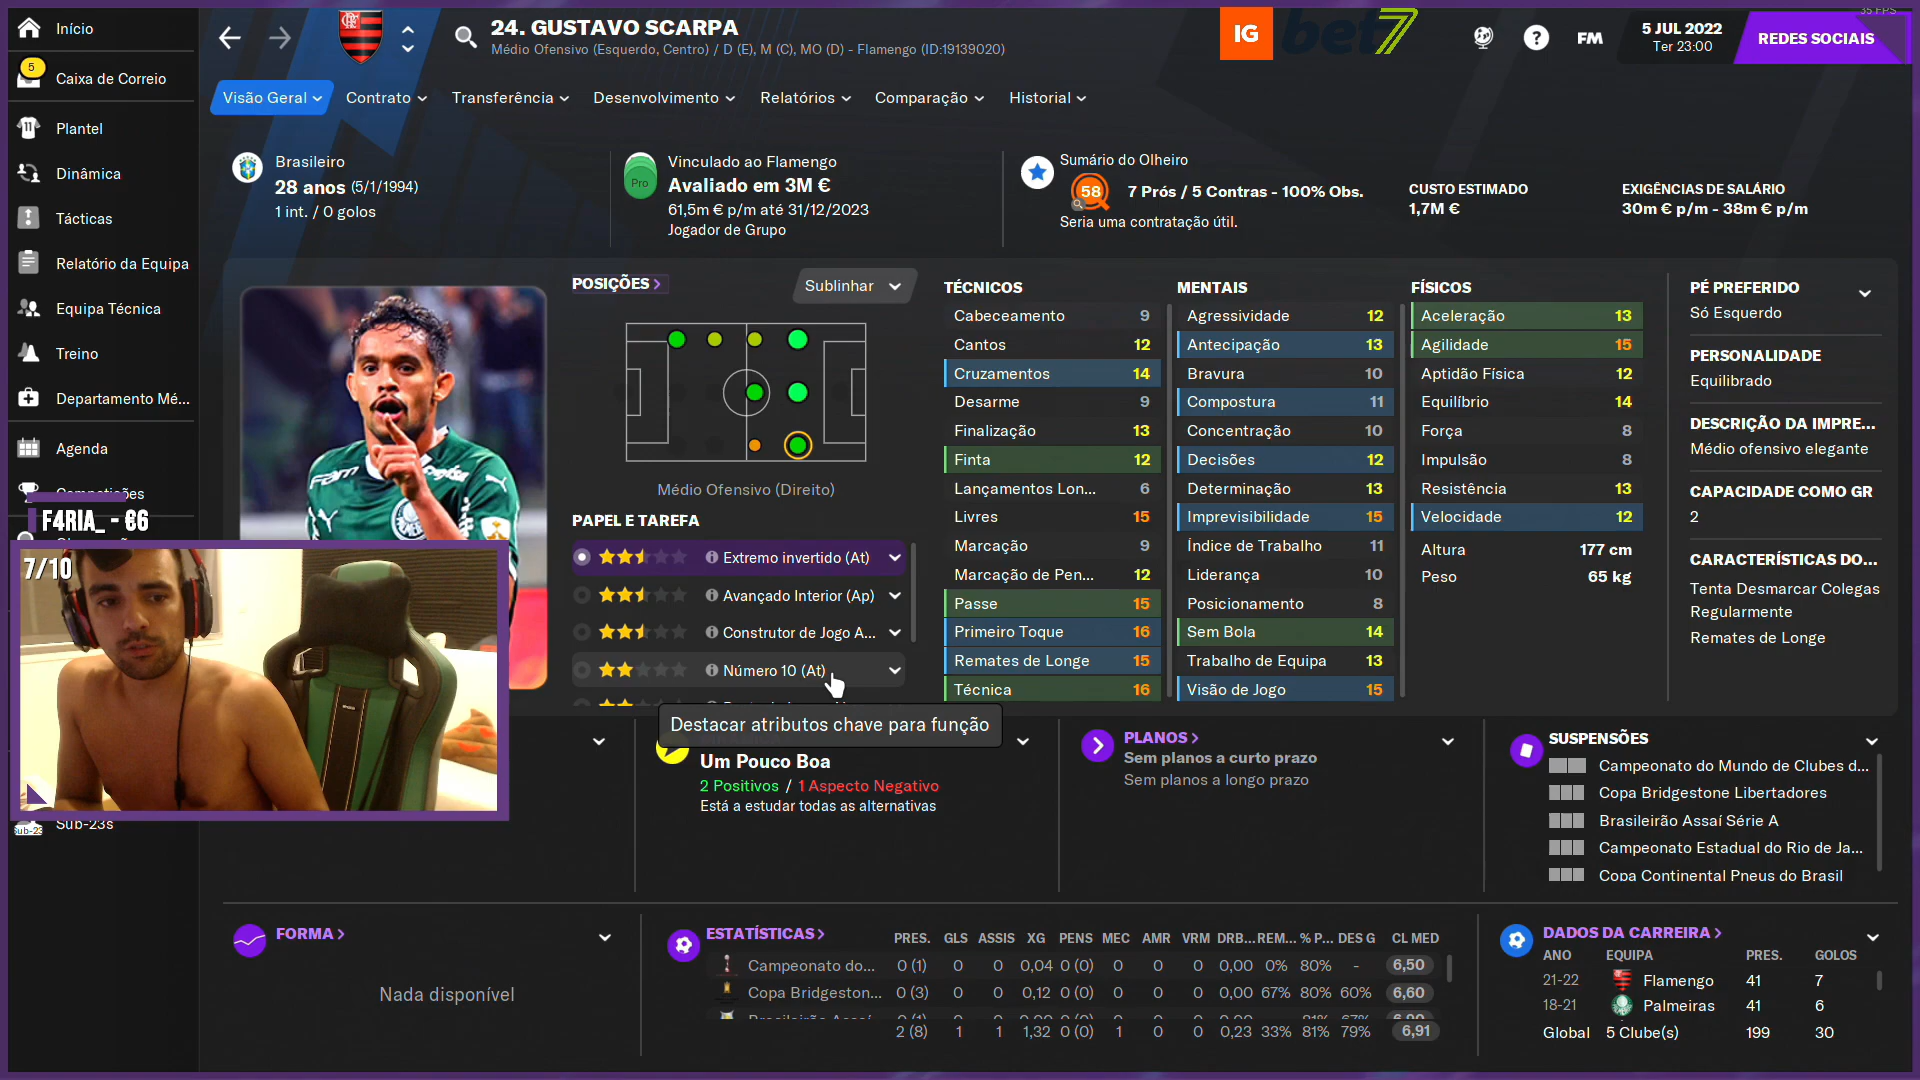 35 FPS
24. GUSTAVO SCARPA
Médio Ofensivo (Esquerdo, Centro) / D (E), M (C), MO (D) - Flamengo (ID:19139020)
IG
bet7
5 JUL 2022
Ter 23:00
REDES SOCIAIS
FM
Início
5
Caixa de Correio
Plantel
Dinâmica
Tácticas
Relatório da Equipa
Equipa Técnica
Treino
Departamento Mé...
Agenda
Competições
F4RIA_ - €6
7/10
Sub-23s
Sub-23
Visão Geral
Contrato
Transferência
Desenvolvimento
Relatórios
Comparação
Historial
Brasileiro
28 anos (5/1/1994)
1 int. / 0 golos
Pro
Vinculado ao Flamengo
Avaliado em 3M €
61,5m € p/m até 31/12/2023
Jogador de Grupo
Sumário do Olheiro
58
7 Prós / 5 Contras - 100% Obs.
Seria uma contratação útil.
CUSTO ESTIMADO
1,7M €
EXIGÊNCIAS DE SALÁRIO
30m € p/m - 38m € p/m
POSIÇÕES
Sublinhar
Médio Ofensivo (Direito)
PAPEL E TAREFA
Extremo invertido (At)
Avançado Interior (Ap)
Construtor de Jogo A...
Número 10 (At)
Destacar atributos chave para função
TÉCNICOS
Cabeceamento 9
Cantos 12
Cruzamentos 14
Desarme 9
Finalização 13
Finta 12
Lançamentos Lon... 6
Livres 15
Marcação 9
Marcação de Pen... 12
Passe 15
Primeiro Toque 16
Remates de Longe 15
Técnica 16
MENTAIS
Agressividade 12
Antecipação 13
Bravura 10
Compostura 11
Concentração 10
Decisões 12
Determinação 13
Imprevisibilidade 15
Índice de Trabalho 11
Liderança 10
Posicionamento 8
Sem Bola 14
Trabalho de Equipa 13
Visão de Jogo 15
FÍSICOS
Aceleração 13
Agilidade 15
Aptidão Física 12
Equilíbrio 14
Força 8
Impulsão 8
Resistência 13
Velocidade 12
Altura 177 cm
Peso 65 kg
PÉ PREFERIDO
Só Esquerdo
PERSONALIDADE
Equilibrado
DESCRIÇÃO DA IMPRE...
Médio ofensivo elegante
CAPACIDADE COMO GR
2
CARACTERÍSTICAS DO...
Tenta Desmarcar Colegas
Regularmente
Remates de Longe
Um Pouco Boa
2 Positivos / 1 Aspecto Negativo
Está a estudar todas as alternativas
PLANOS
Sem planos a curto prazo
Sem planos a longo prazo
SUSPENSÕES
Campeonato do Mundo de Clubes d...
Copa Bridgestone Libertadores
Brasileirão Assaí Série A
Campeonato Estadual do Rio de Ja...
Copa Continental Pneus do Brasil
FORMA
Nada disponível
ESTATÍSTICAS
PRES. GLS ASSIS XG PENS MEC AMR VRM DRB... REM... % P... DES G CL MED
Campeonato do... 0 (1) 0 0 0,04 0 (0) 0 0 0 0,00 0% 80% - 6,50
Copa Bridgeston... 0 (3) 0 0 0,12 0 (0) 0 0 0 0,00 67% 80% 60% 6,60
2 (8) 1 1 1,32 0 (0) 1 0 0 0,23 33% 81% 79% 6,91
DADOS DA CARREIRA
ANO EQUIPA PRES. GOLOS
21-22 Flamengo 41 7
18-21 Palmeiras 41 6
Global 5 Clube(s) 199 30